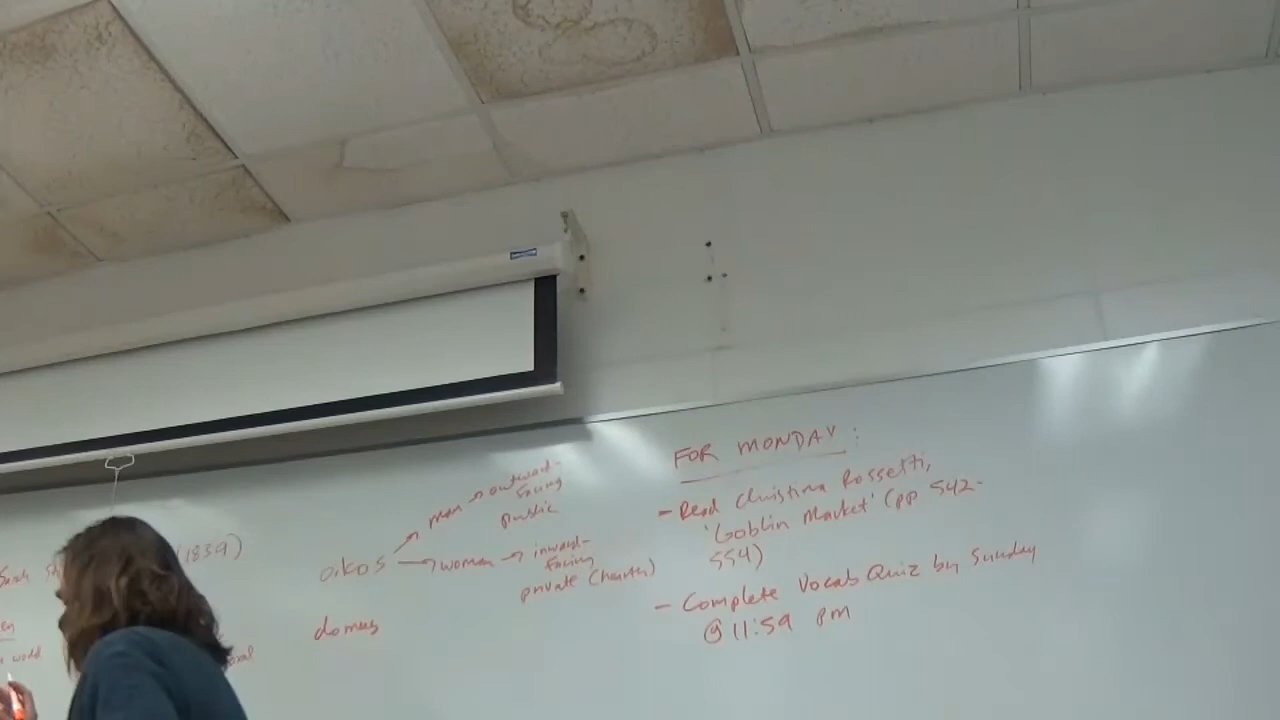 FOR MONDAY:
- Read Christina Rossetti,
'Goblin Market' (pp 542-
554)
- Complete Vocab Quiz by Sunday
@ 11:59 PM
oikos
man → outward-
facing
public
woman → inward-
facing
private
domus
(1839)
world